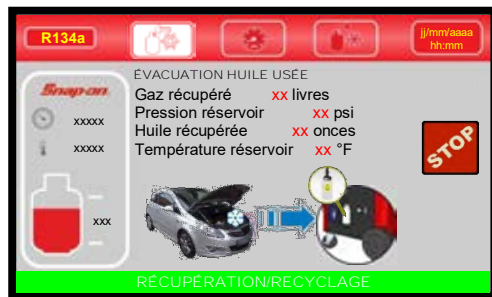 R134a
jj/mm/aaaa
hh:mm
Snap-on
xxxxx
xxxxx
xxx
ÉVACUATION HUILE USÉE
Gaz récupéré xx livres
Pression réservoir xx psi
Huile récupérée xx onces
Température réservoir xx °F
STOP
RÉCUPÉRATION/RECYCLAGE